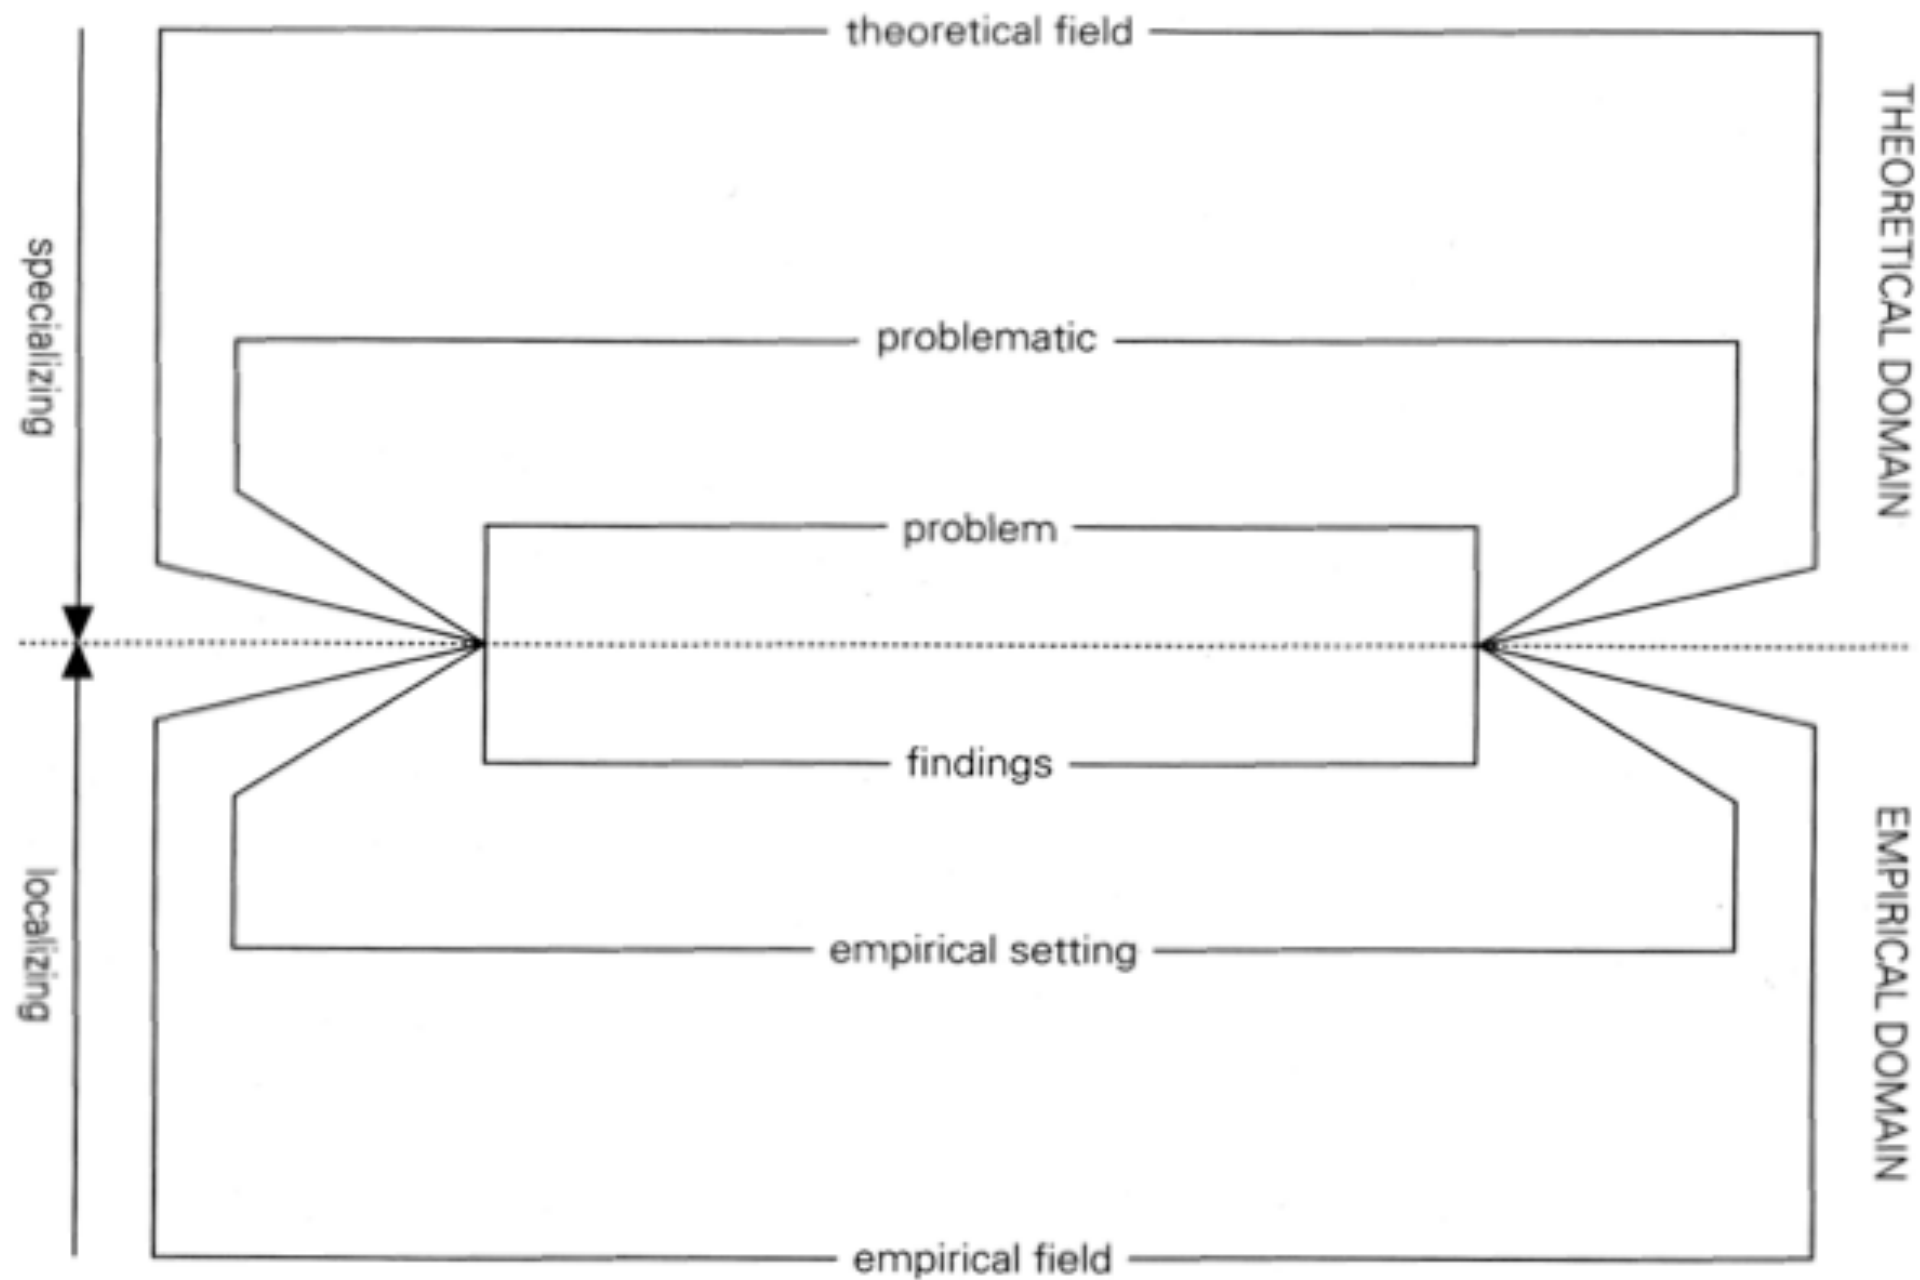 theoretical field
THEORETICAL DOMAIN
specializing
problematic
problem
findings
localizing
EMPIRICAL DOMAIN
empirical setting
empirical field